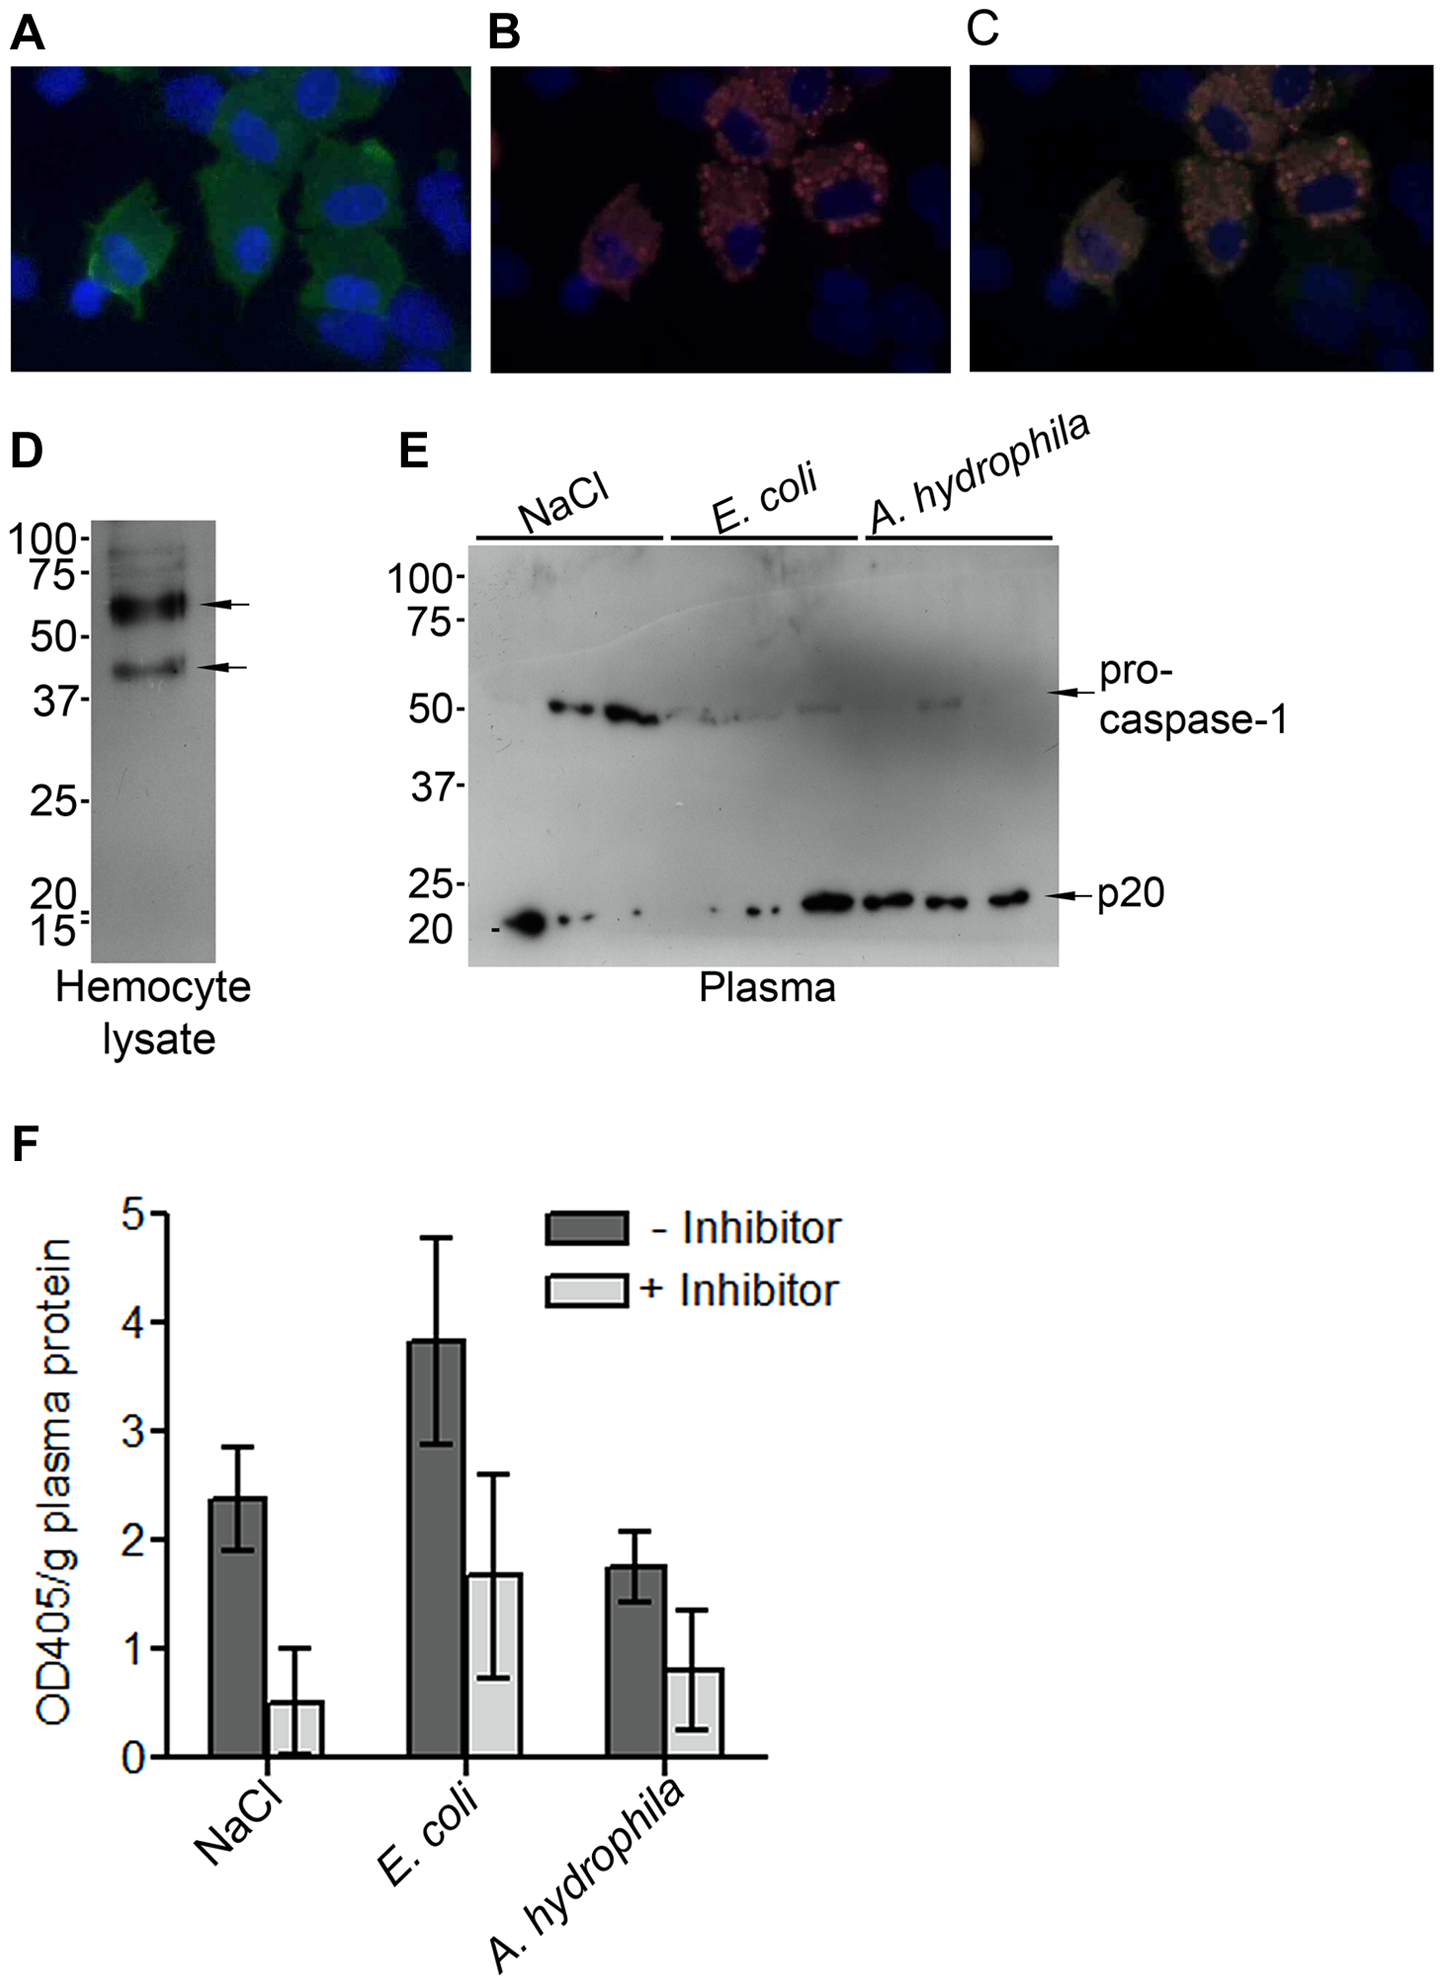 A
B
C
D
E
NaCl
E. coli
A. hydrophila
100-
75-
50-
37-
25-
20-
15-
Hemocyte
lysate
100-
75-
50-
37-
25-
20 -
pro-
caspase-1
p20
Plasma
F
OD405/g plasma protein
5
4
3
2
1
0
- Inhibitor
+ Inhibitor
NaCl
E. coli
A. hydrophila